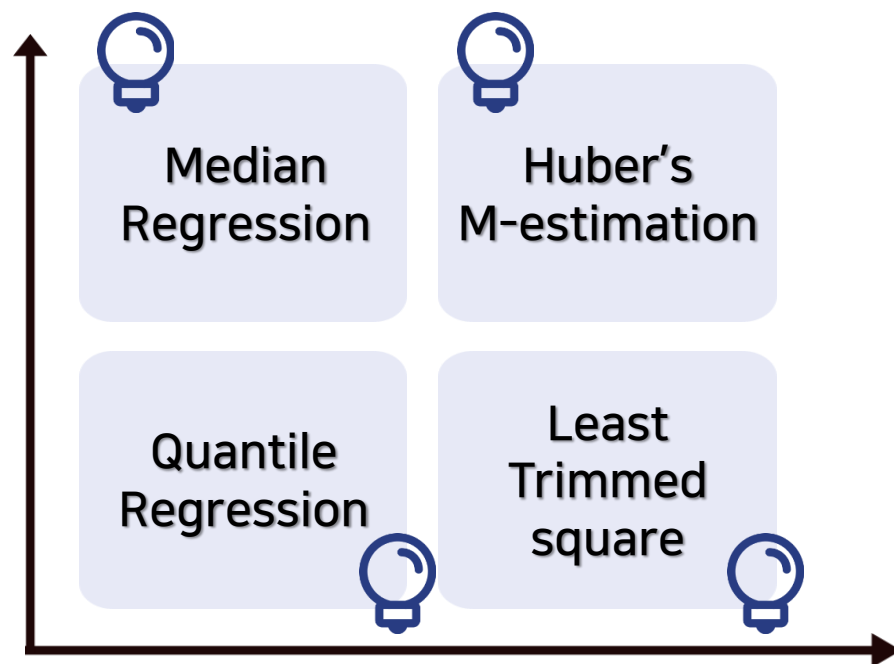 Median
Regression
Huber's
M-estimation
Quantile
Regression
Least
Trimmed
square